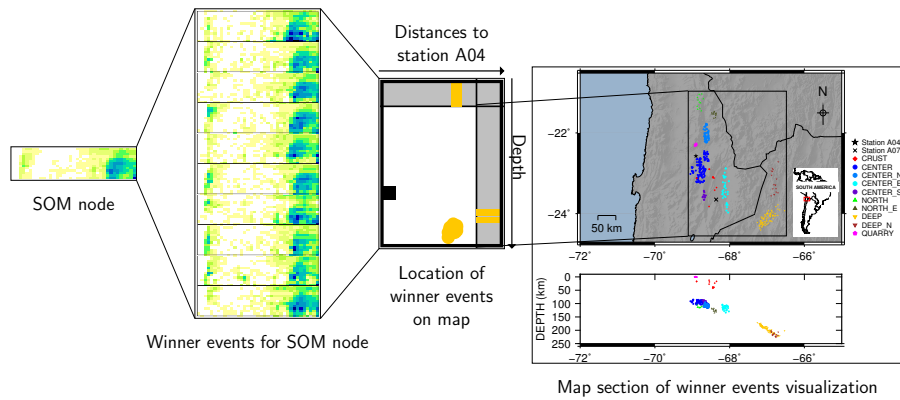 SOM node
Winner events for SOM node
Distances to
station A04
Depth
Location of
winner events
on map
−22˚
−24˚
−72˚
−70˚
−68˚
−66˚
N
50 km
SOUTH AMERICA
Station A04
Station A07
CRUST
CENTER
CENTER_N
CENTER_E
CENTER_S
NORTH
NORTH_E
DEEP
DEEP_N
QUARRY
DEPTH (km)
0
50
100
150
200
250
−72˚
−70˚
−68˚
−66˚
Map section of winner events visualization